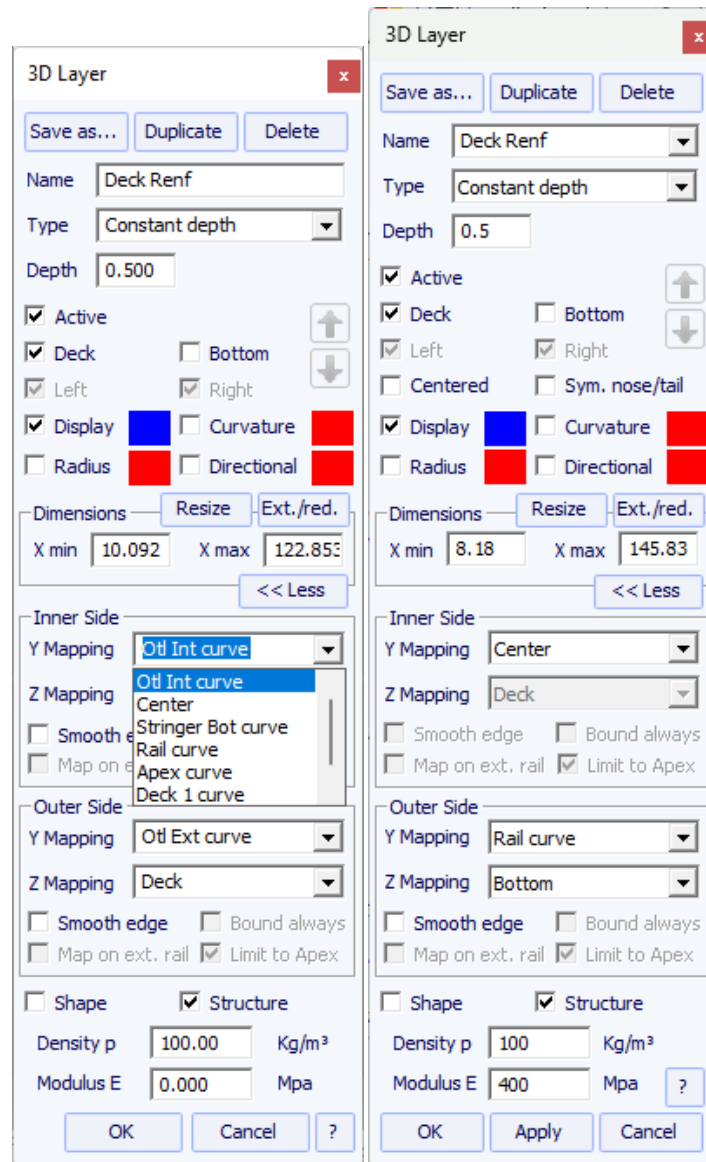 3D Layer
x
Save as... Duplicate Delete
Name Deck Renf
Type Constant depth
Depth 0.500
Active
Deck Bottom
Left Right
Display Curvature
Radius Directional
Dimensions Resize Ext./red.
X min 10.092 X max 122.853
<< Less
Inner Side
Y Mapping Otl Int curve
Otl Int curve
Center
Stringer Bot curve
Rail curve
Apex curve
Deck 1 curve
Z Mapping
Smooth e
Map on e
Outer Side
Y Mapping Otl Ext curve
Z Mapping Deck
Smooth edge Bound always
Map on ext. rail Limit to Apex
Shape Structure
Density p 100.00 Kg/m³
Modulus E 0.000 Mpa
OK Cancel ?
3D Layer
x
Save as... Duplicate Delete
Name Deck Renf
Type Constant depth
Depth 0.5
Active
Deck Bottom
Left Right
Centered Sym. nose/tail
Display Curvature
Radius Directional
Dimensions Resize Ext./red.
X min 8.18 X max 145.83
<< Less
Inner Side
Y Mapping Center
Z Mapping Deck
Smooth edge Bound always
Map on ext. rail Limit to Apex
Outer Side
Y Mapping Rail curve
Z Mapping Bottom
Smooth edge Bound always
Map on ext. rail Limit to Apex
Shape Structure
Density p 100 Kg/m³
Modulus E 400 Mpa ?
OK Apply Cancel